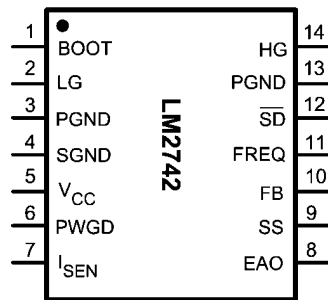 1 BOOT HG 14
2 LG PGND 13
3 PGND S̅D̅ 12
4 SGND FREQ 11
5 VCC FB 10
6 PWGD SS 9
7 ISEN EAO 8
LM2742